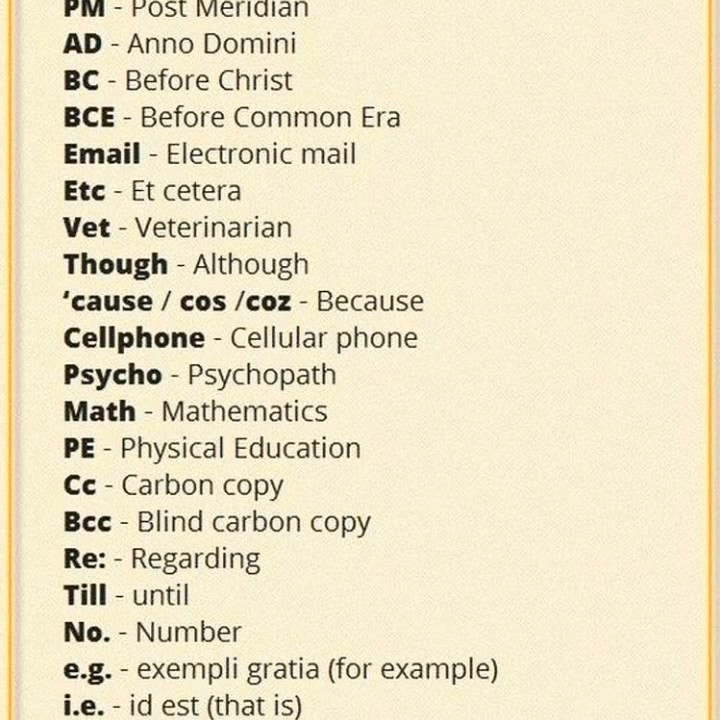 PM - Post Meridian
AD - Anno Domini
BC - Before Christ
BCE - Before Common Era
Email - Electronic mail
Etc - Et cetera
Vet - Veterinarian
Though - Although
‘cause / cos /coz - Because
Cellphone - Cellular phone
Psycho - Psychopath
Math - Mathematics
PE - Physical Education
Cc - Carbon copy
Bcc - Blind carbon copy
Re: - Regarding
Till - until
No. - Number
e.g. - exempli gratia (for example)
i.e. - id est (that is)